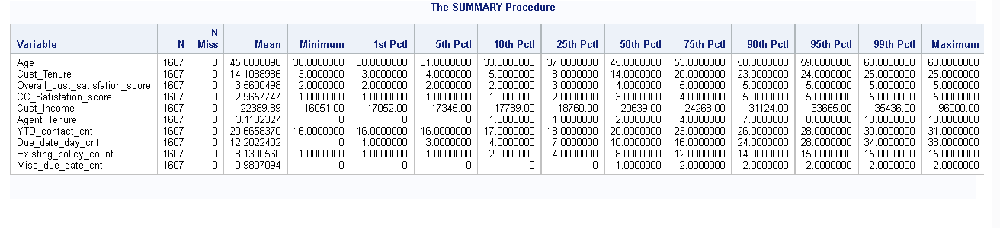 The SUMMARY Procedure
Variable N N Miss Mean Minimum 1st Pctl 5th Pctl 10th Pctl 25th Pctl 50th Pctl 75th Pctl 90th Pctl 95th Pctl 99th Pctl Maximum
Age 1607 0 45.0080896 30.0000000 30.0000000 31.0000000 33.0000000 37.0000000 45.0000000 53.0000000 58.0000000 59.0000000 60.0000000 60.0000000
Cust_Tenure 1607 0 14.1088986 3.0000000 3.0000000 4.0000000 5.0000000 8.0000000 14.0000000 20.0000000 23.0000000 24.0000000 25.0000000 25.0000000
Overall_cust_satisfation_score 1607 0 3.5600498 2.0000000 2.0000000 2.0000000 2.0000000 3.0000000 4.0000000 5.0000000 5.0000000 5.0000000 5.0000000 5.0000000
CC_Satisfation_score 1607 0 2.9657747 1.0000000 1.0000000 1.0000000 1.0000000 2.0000000 3.0000000 4.0000000 5.0000000 5.0000000 5.0000000 5.0000000
Cust_Income 1607 0 22389.89 16051.00 17052.00 17345.00 17789.00 18760.00 20639.00 24268.00 31124.00 33665.00 35436.00 96000.00
Agent_Tenure 1607 0 3.1182327 0 0 0 1.0000000 1.0000000 2.0000000 4.0000000 7.0000000 8.0000000 10.0000000 10.0000000
YTD_contact_cnt 1607 0 20.6658370 16.0000000 16.0000000 16.0000000 17.0000000 18.0000000 20.0000000 23.0000000 26.0000000 28.0000000 30.0000000 31.0000000
Due_date_day_cnt 1607 0 12.2022402 0 1.0000000 3.0000000 4.0000000 7.0000000 10.0000000 16.0000000 24.0000000 28.0000000 34.0000000 38.0000000
Existing_policy_count 1607 0 8.1300560 1.0000000 1.0000000 1.0000000 2.0000000 4.0000000 8.0000000 12.0000000 14.0000000 15.0000000 15.0000000 15.0000000
Miss_due_date_cnt 1607 0 0.9807094 0 0 0 0 0 1.0000000 2.0000000 2.0000000 2.0000000 2.0000000 2.0000000